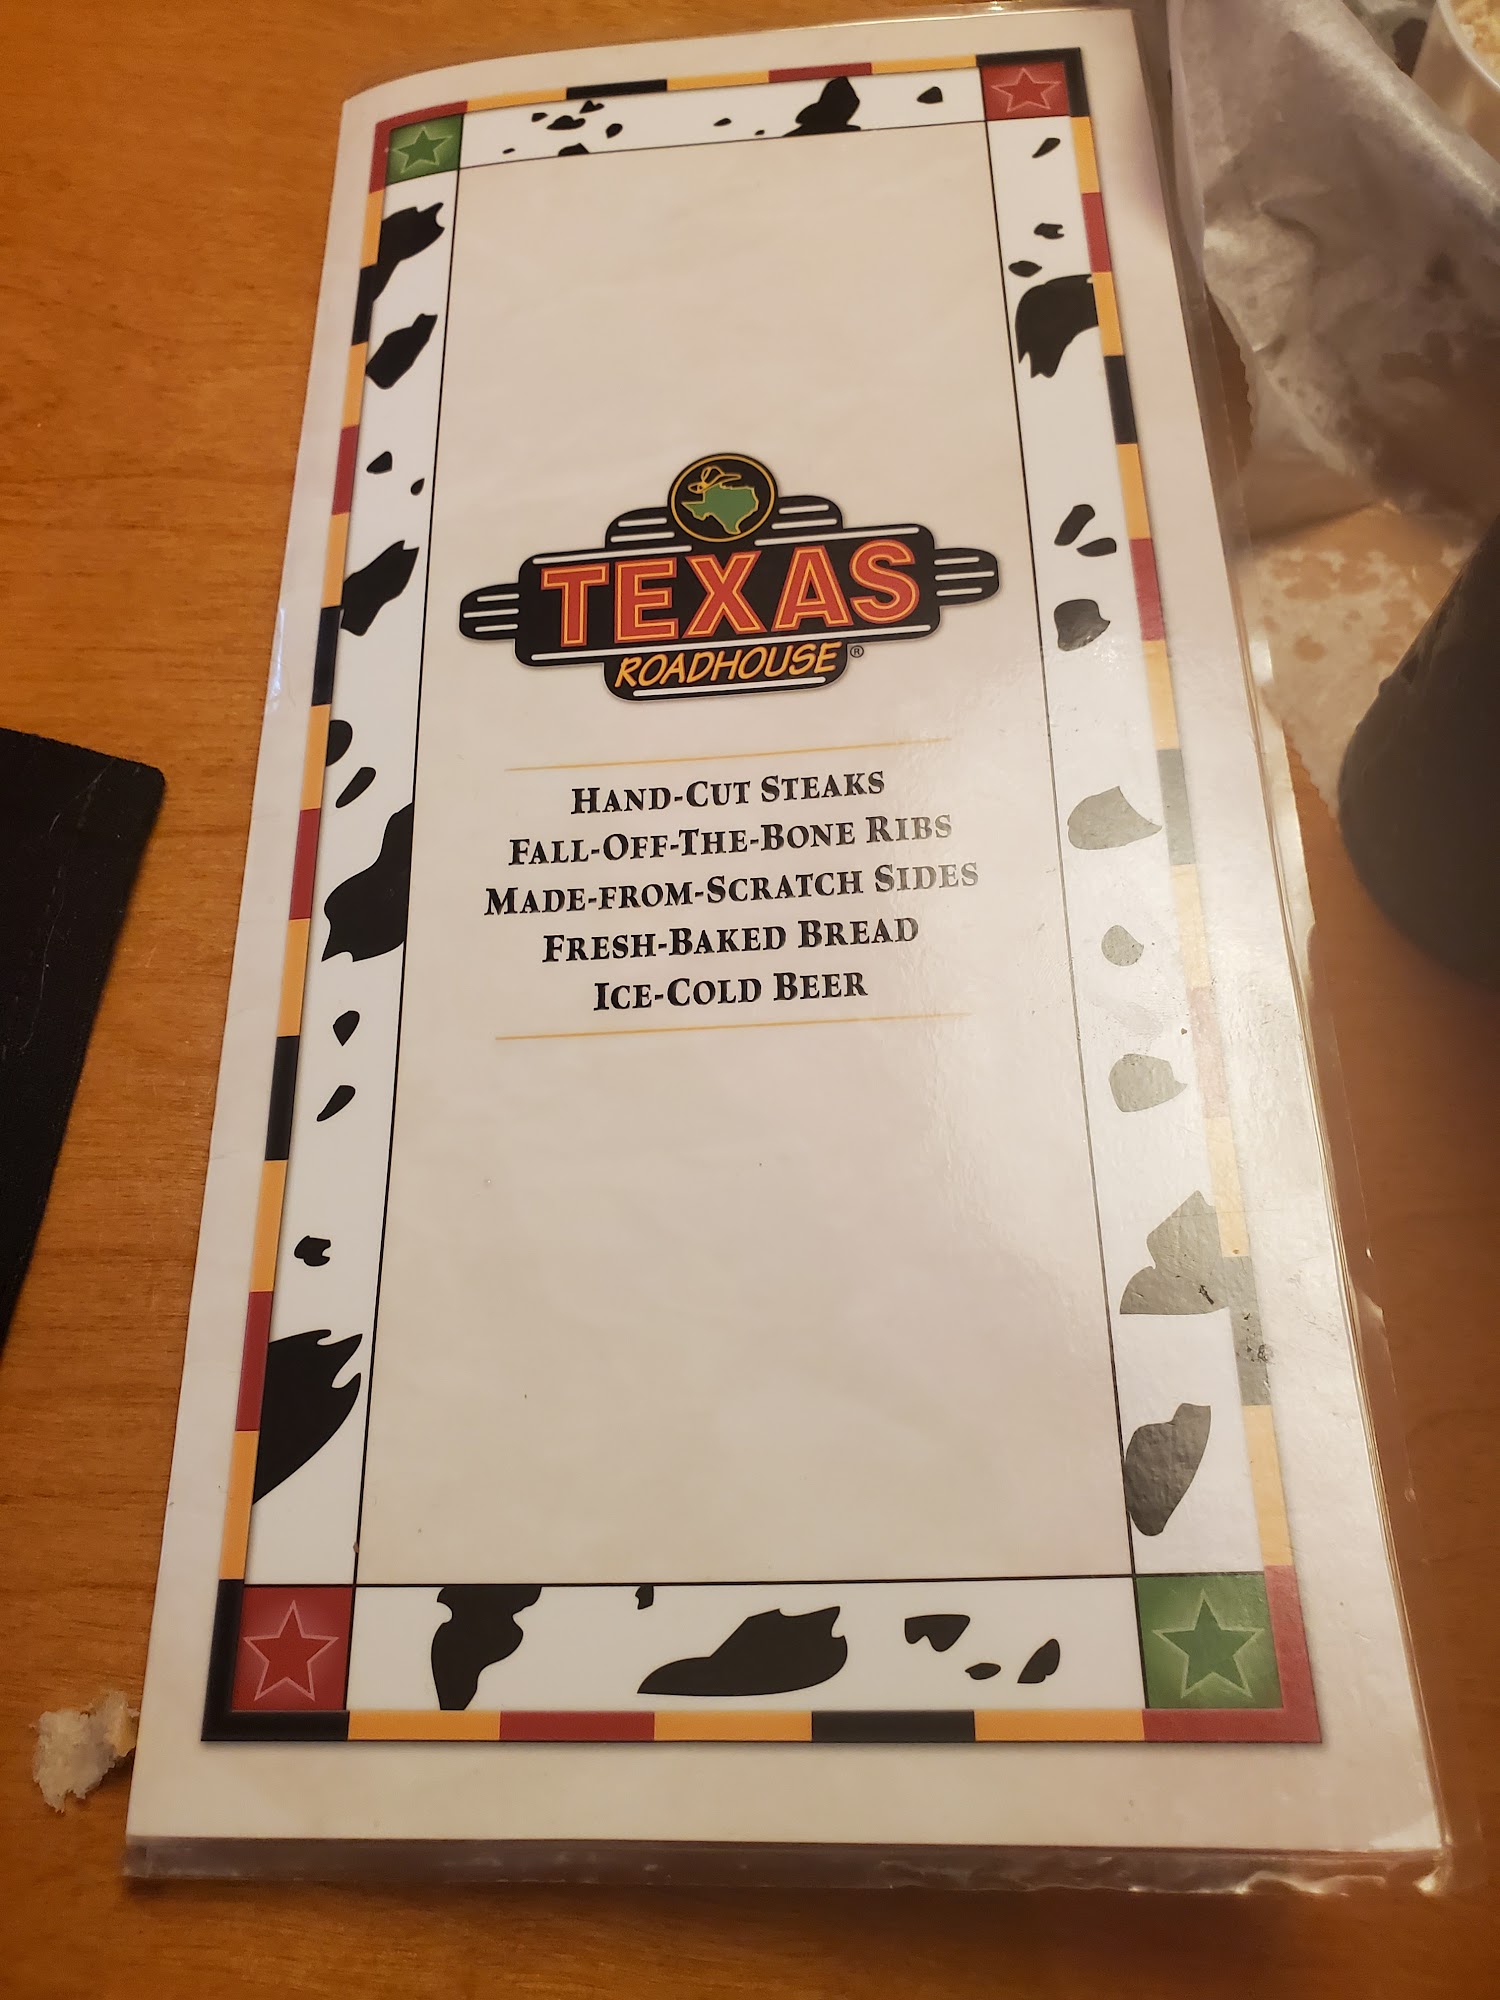 TEXAS
ROADHOUSE®
HAND-CUT STEAKS
FALL-OFF-THE-BONE RIBS
MADE-FROM-SCRATCH SIDES
FRESH-BAKED BREAD
ICE-COLD BEER